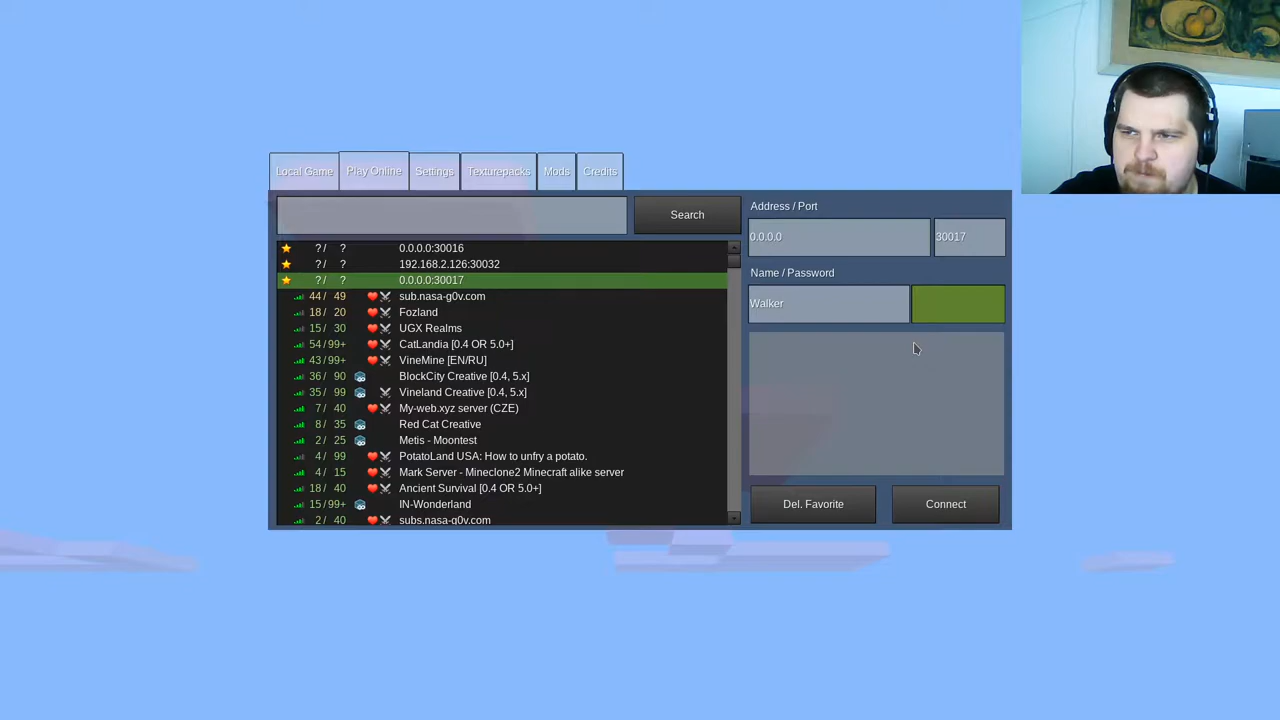 Local Game Play Online Settings Texturepacks Mods Credits
Search
Address / Port
0.0.0.0 30017
Name / Password
Walker
? / ? 0.0.0.0:30016
? / ? 192.168.2.126:30032
? / ? 0.0.0.0:30017
44 / 49 sub.nasa-g0v.com
18 / 20 Fozland
15 / 30 UGX Realms
54 / 99+ CatLandia [0.4 OR 5.0+]
43 / 99+ VineMine [EN/RU]
36 / 90 BlockCity Creative [0.4, 5.x]
35 / 99 Vineland Creative [0.4, 5.x]
7 / 40 My-web.xyz server (CZE)
8 / 35 Red Cat Creative
2 / 25 Metis - Moontest
4 / 99 PotatoLand USA: How to unfry a potato.
4 / 15 Mark Server - Mineclone2 Minecraft alike server
18 / 40 Ancient Survival [0.4 OR 5.0+]
15 / 99+ IN-Wonderland
2 / 40 subs.nasa-g0v.com
Del. Favorite Connect